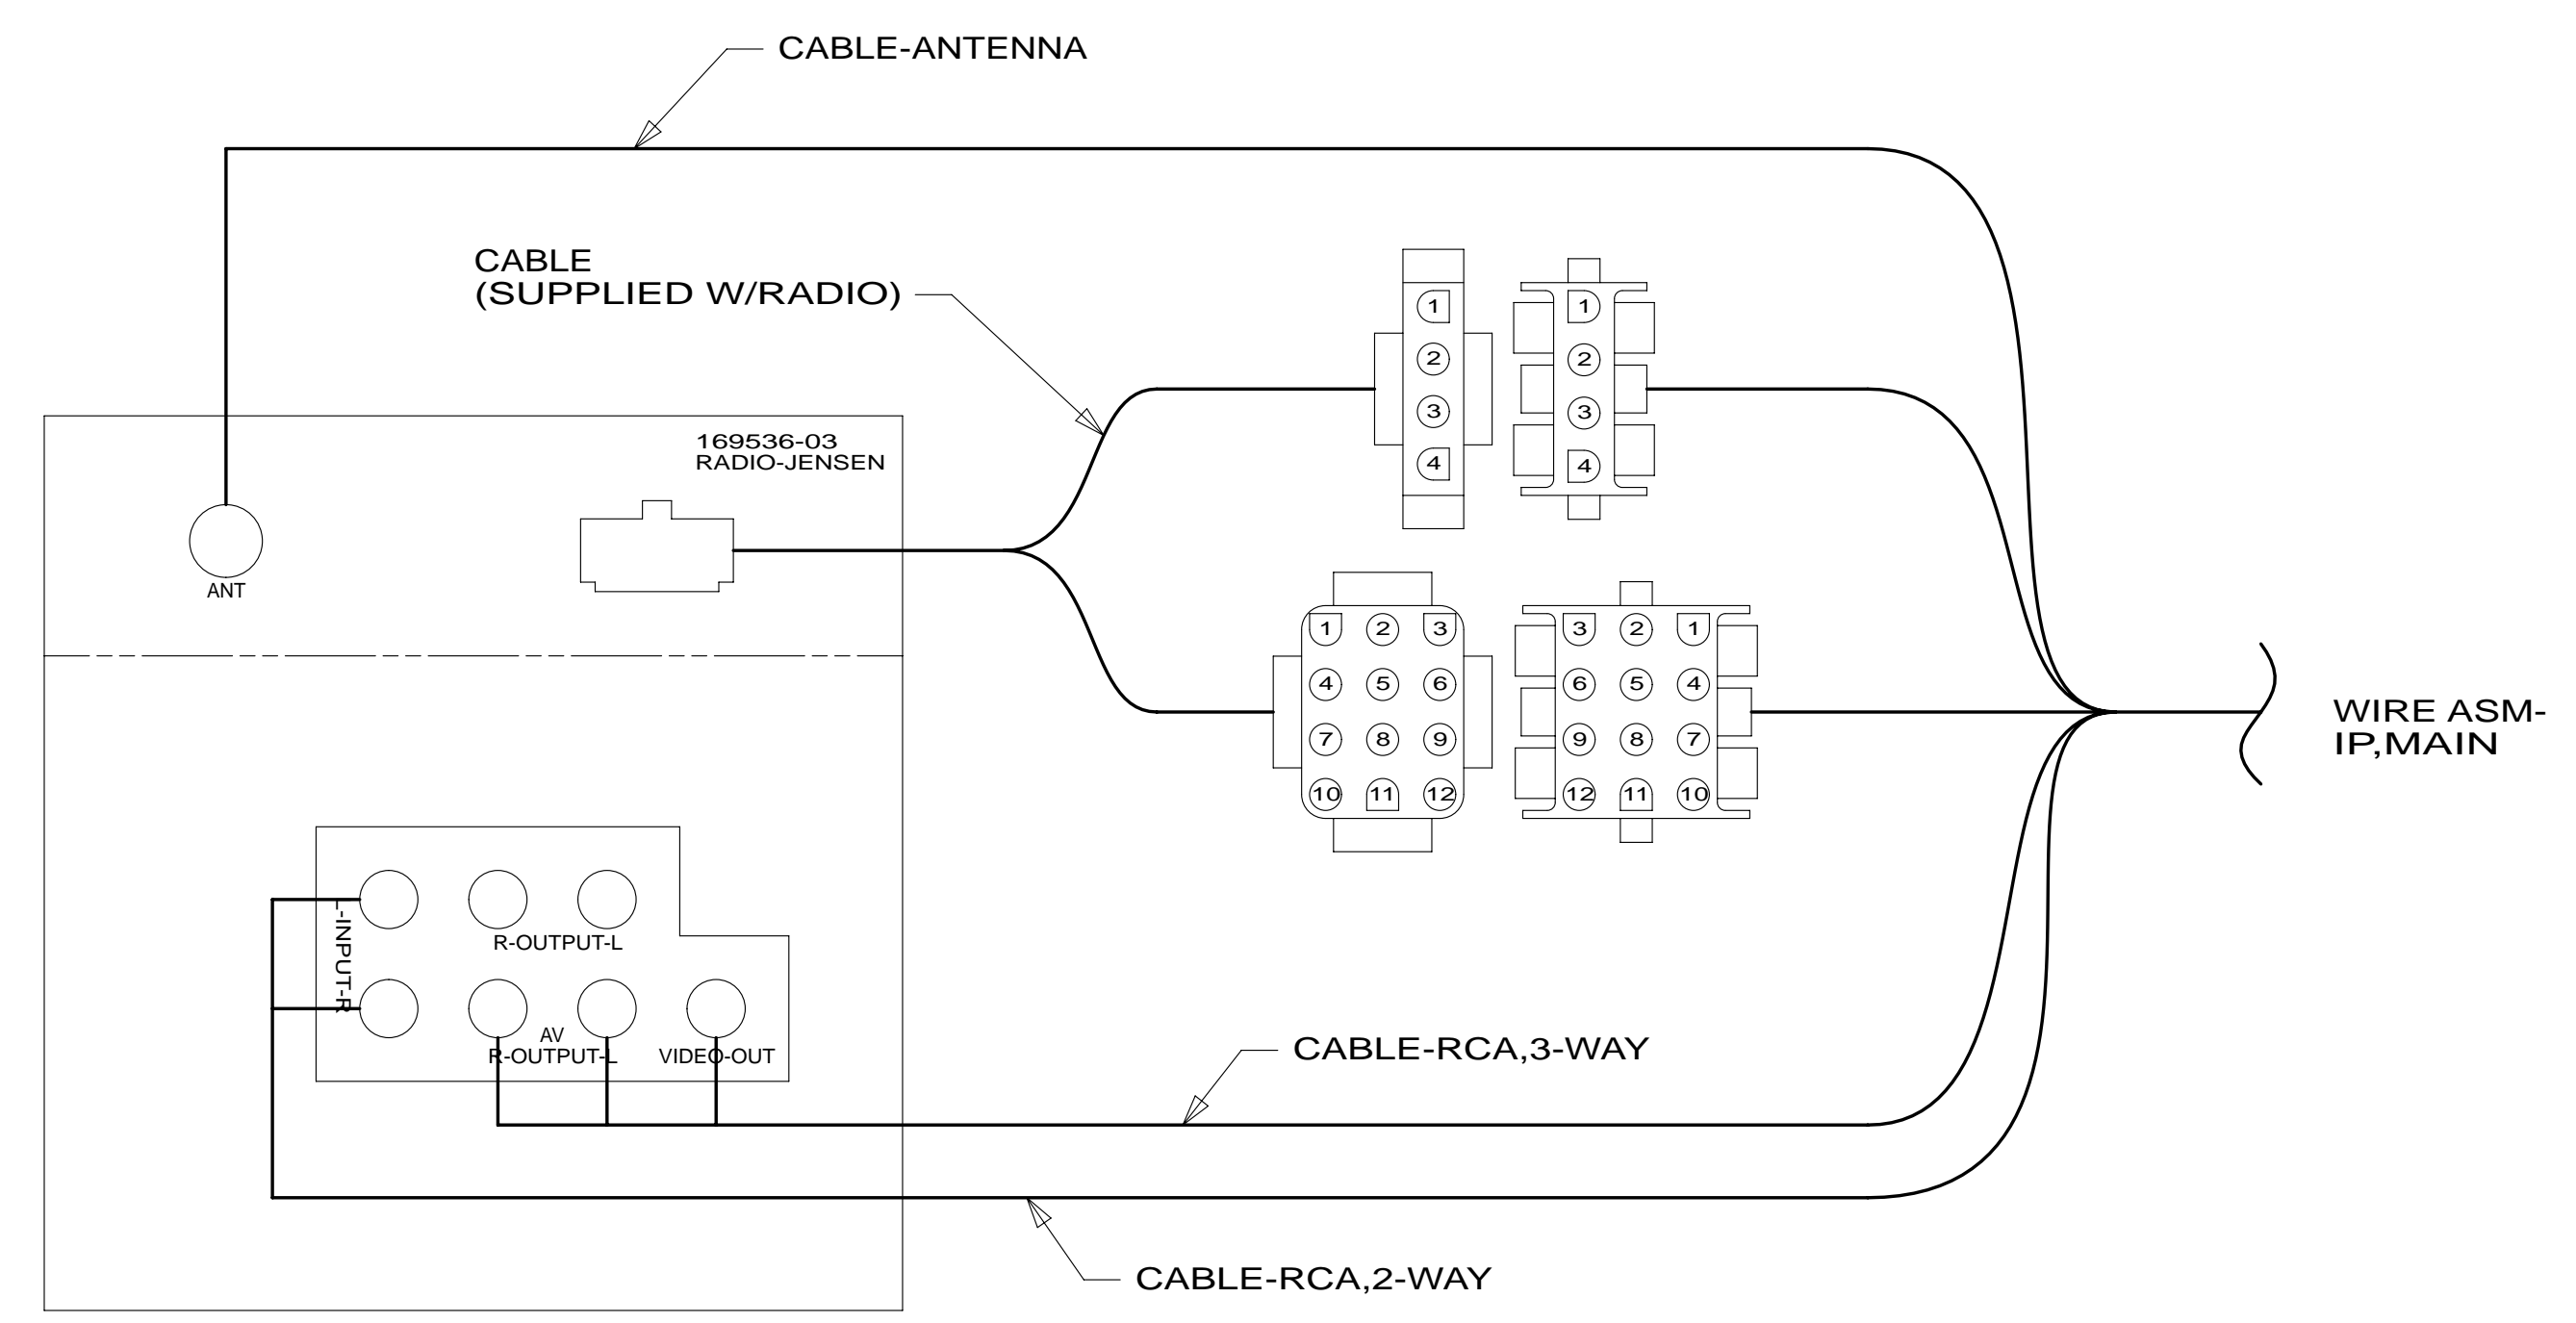 CABLE-ANTENNA
CABLE
(SUPPLIED W/RADIO)
169536-03
RADIO-JENSEN
ANT
1
2
3
4
1
2
3
4
1 2 3
4 5 6
7 8 9
10 11 12
3 2 1
6 5 4
9 8 7
12 11 10
WIRE ASM-
IP,MAIN
L-INPUT-R
R-OUTPUT-L
AV
R-OUTPUT-L
VIDEO-OUT
CABLE-RCA,3-WAY
CABLE-RCA,2-WAY